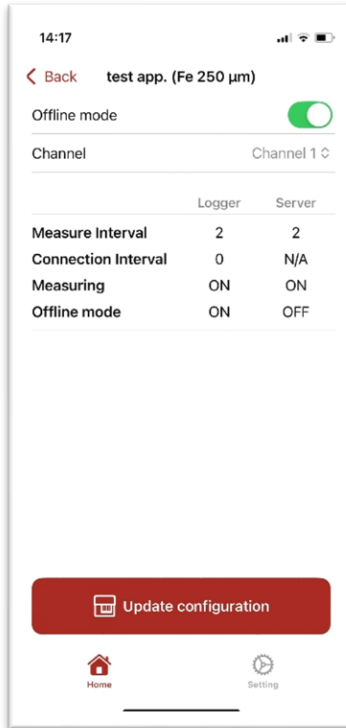 14:17
Back test app. (Fe 250 µm)
Offline mode
Channel Channel 1
Logger Server
Measure Interval 2 2
Connection Interval 0 N/A
Measuring ON ON
Offline mode ON OFF
Update configuration
Home Setting